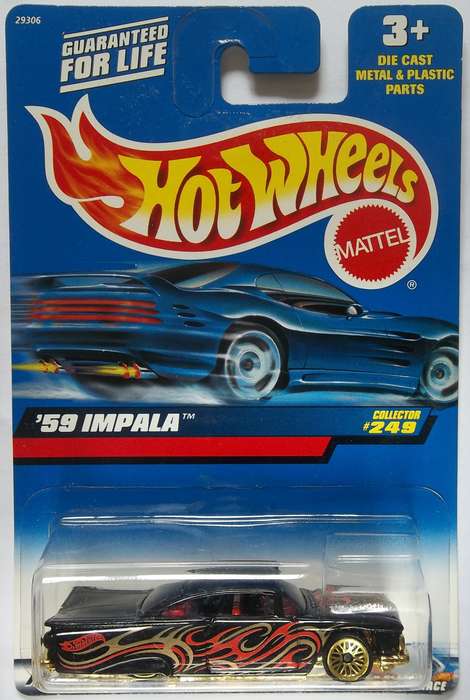 29306
GUARANTEED
FOR LIFE
3+
DIE CAST
METAL & PLASTIC
PARTS
HOT WHEELS
MATTEL
®
'59 IMPALA™
COLLECTOR
#249